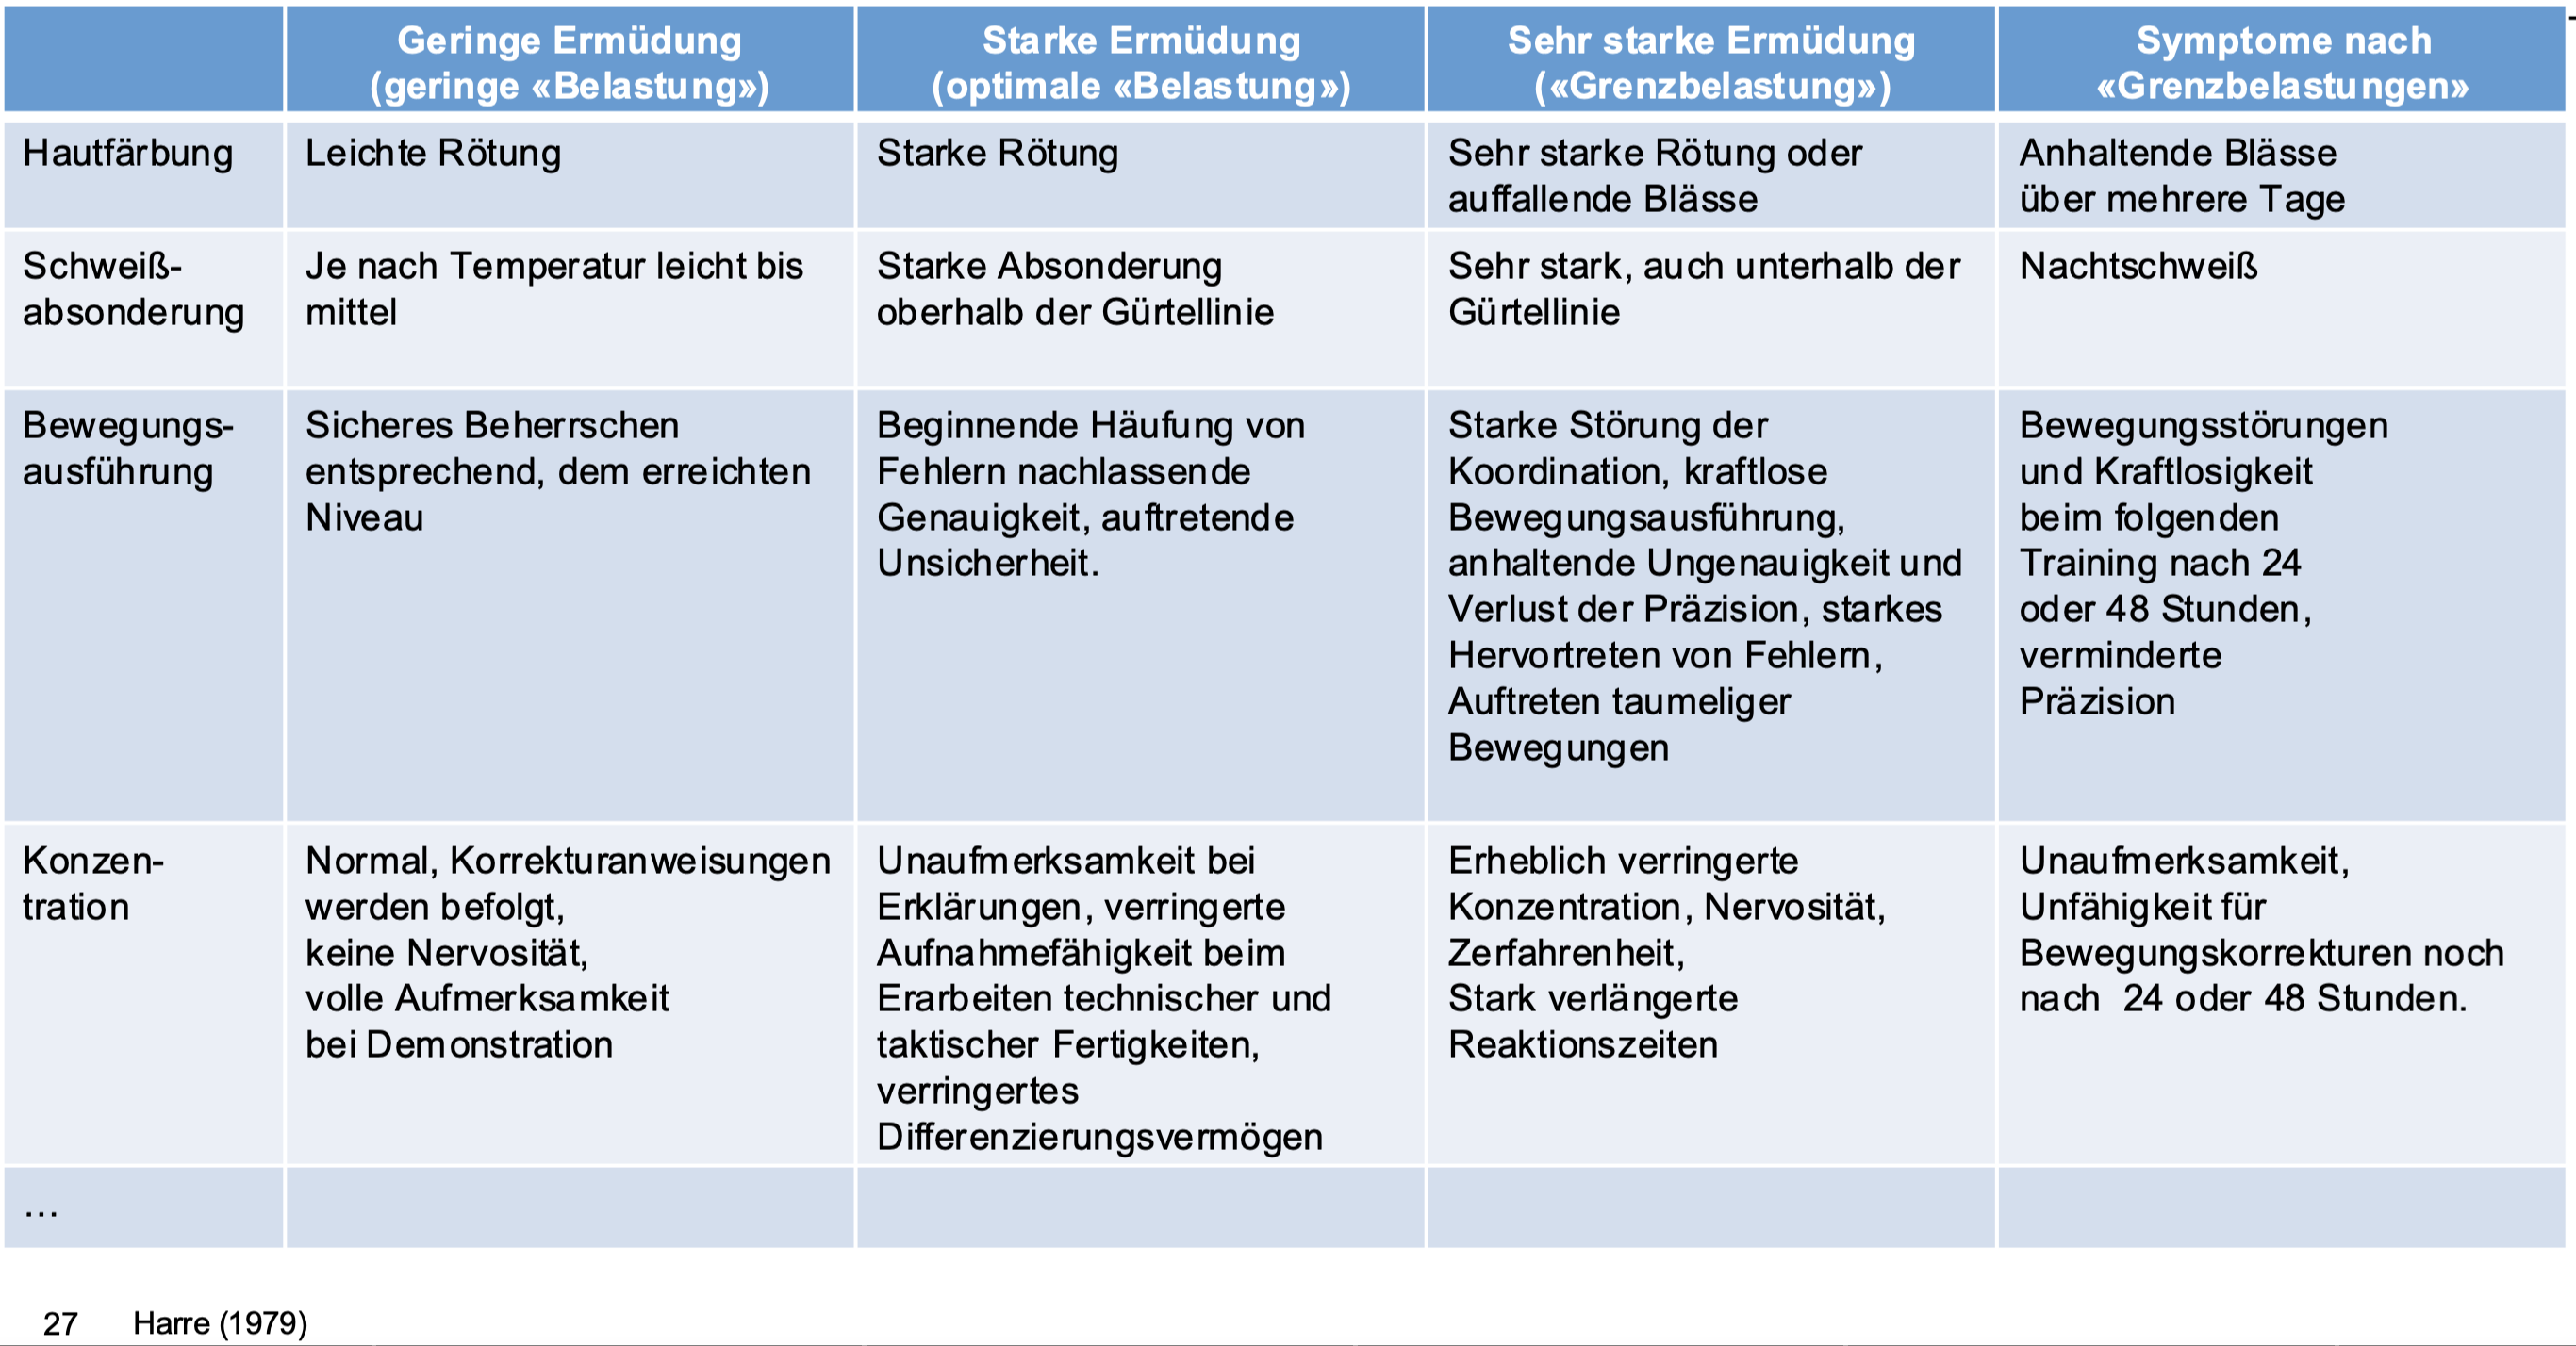 Geringe Ermüdung
(geringe «Belastung»)
Starke Ermüdung
(optimale «Belastung»)
Sehr starke Ermüdung
(«Grenzbelastung»)
Symptome nach
«Grenzbelastungen»
Hautfärbung
Leichte Rötung
Starke Rötung
Sehr starke Rötung oder
auffallende Blässe
Anhaltende Blässe
über mehrere Tage
Schweiß-
absonderung
Je nach Temperatur leicht bis
mittel
Starke Absonderung
oberhalb der Gürtellinie
Sehr stark, auch unterhalb der
Gürtellinie
Nachtschweiß
Bewegungs-
ausführung
Sicheres Beherrschen
entsprechend, dem erreichten
Niveau
Beginnende Häufung von
Fehlern nachlassende
Genauigkeit, auftretende
Unsicherheit.
Starke Störung der
Koordination, kraftlose
Bewegungsausführung,
anhaltende Ungenauigkeit und
Verlust der Präzision, starkes
Hervortreten von Fehlern,
Auftreten taumeliger
Bewegungen
Bewegungsstörungen
und Kraftlosigkeit
beim folgenden
Training nach 24
oder 48 Stunden,
verminderte
Präzision
Konzen-
tration
Normal, Korrekturanweisungen
werden befolgt,
keine Nervosität,
volle Aufmerksamkeit
bei Demonstration
Unaufmerksamkeit bei
Erklärungen, verringerte
Aufnahmefähigkeit beim
Erarbeiten technischer und
taktischer Fertigkeiten,
verringertes
Differenzierungsvermögen
Erheblich verringerte
Konzentration, Nervosität,
Zerfahrenheit,
Stark verlängerte
Reaktionszeiten
Unaufmerksamkeit,
Unfähigkeit für
Bewegungskorrekturen noch
nach 24 oder 48 Stunden.
…
27 Harre (1979)